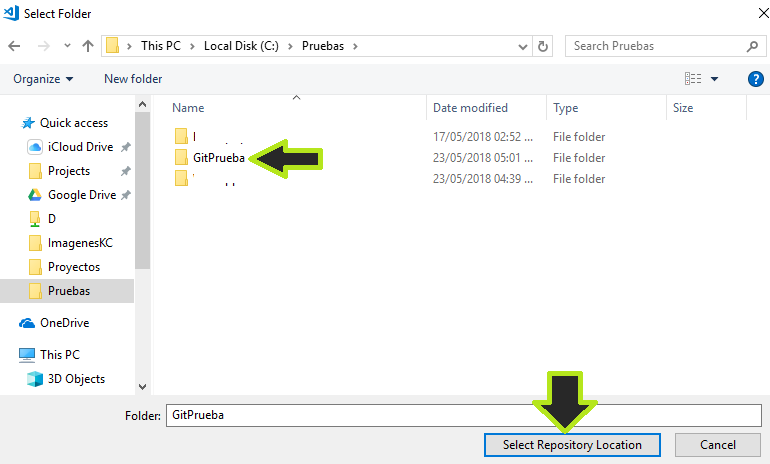 Select Folder
This PC > Local Disk (C:) > Pruebas >
Search Pruebas
Organize
New folder
Name
Date modified
Type
Size
17/05/2018 02:52 ...
File folder
GitPrueba
23/05/2018 05:01 ...
File folder
23/05/2018 04:39 ...
File folder
Quick access
iCloud Drive
Projects
Google Drive
D
ImagenesKC
Proyectos
Pruebas
OneDrive
This PC
3D Objects
Folder:
GitPrueba
Select Repository Location
Cancel